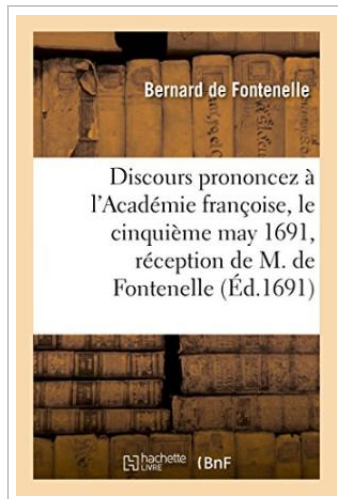 Bernard de Fontenelle
Discours prononcez à
l'Académie françoise, le
cinquième may 1691,
réception de M. de
Fontenelle (Éd.1691)
hachette
LIVRE
{BnF